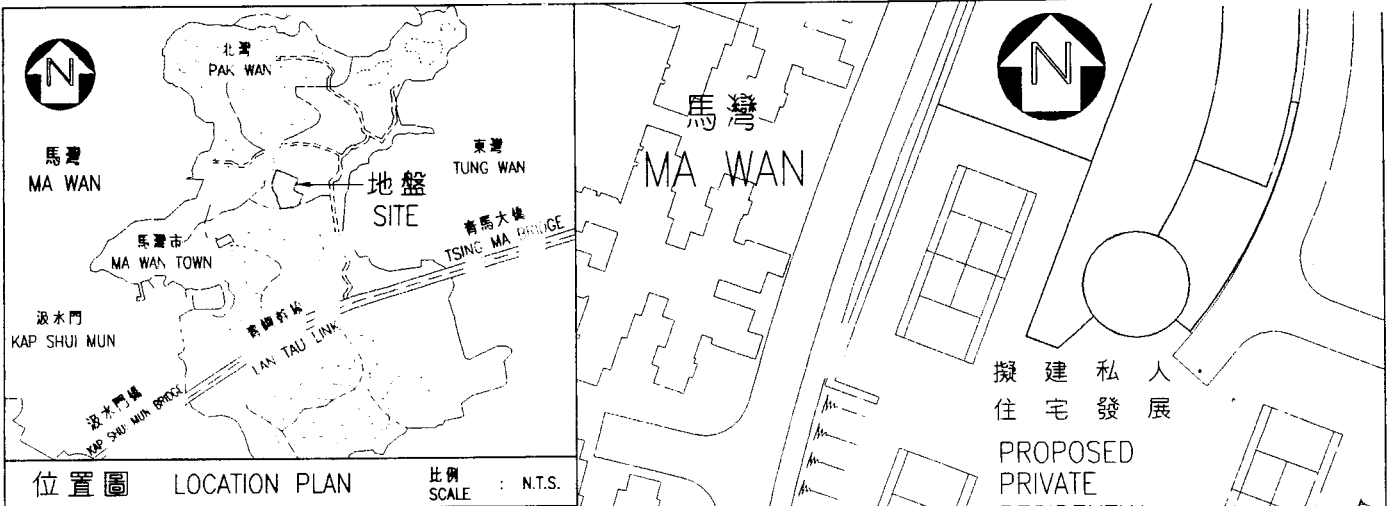 N
北灣
PAK WAN
馬灣
MA WAN
東灣
TUNG WAN
地盤
SITE
青馬大橋
TSING MA BRIDGE
馬灣市
MA WAN TOWN
汲水門
KAP SHUI MUN
青嶼幹線
LAN TAU LINK
汲水門橋
KAP SHUI MUN BRIDGE
位置圖 LOCATION PLAN 比例 SCALE : N.T.S.
馬灣
MA WAN
N
擬建私人
住宅發展
PROPOSED
PRIVATE